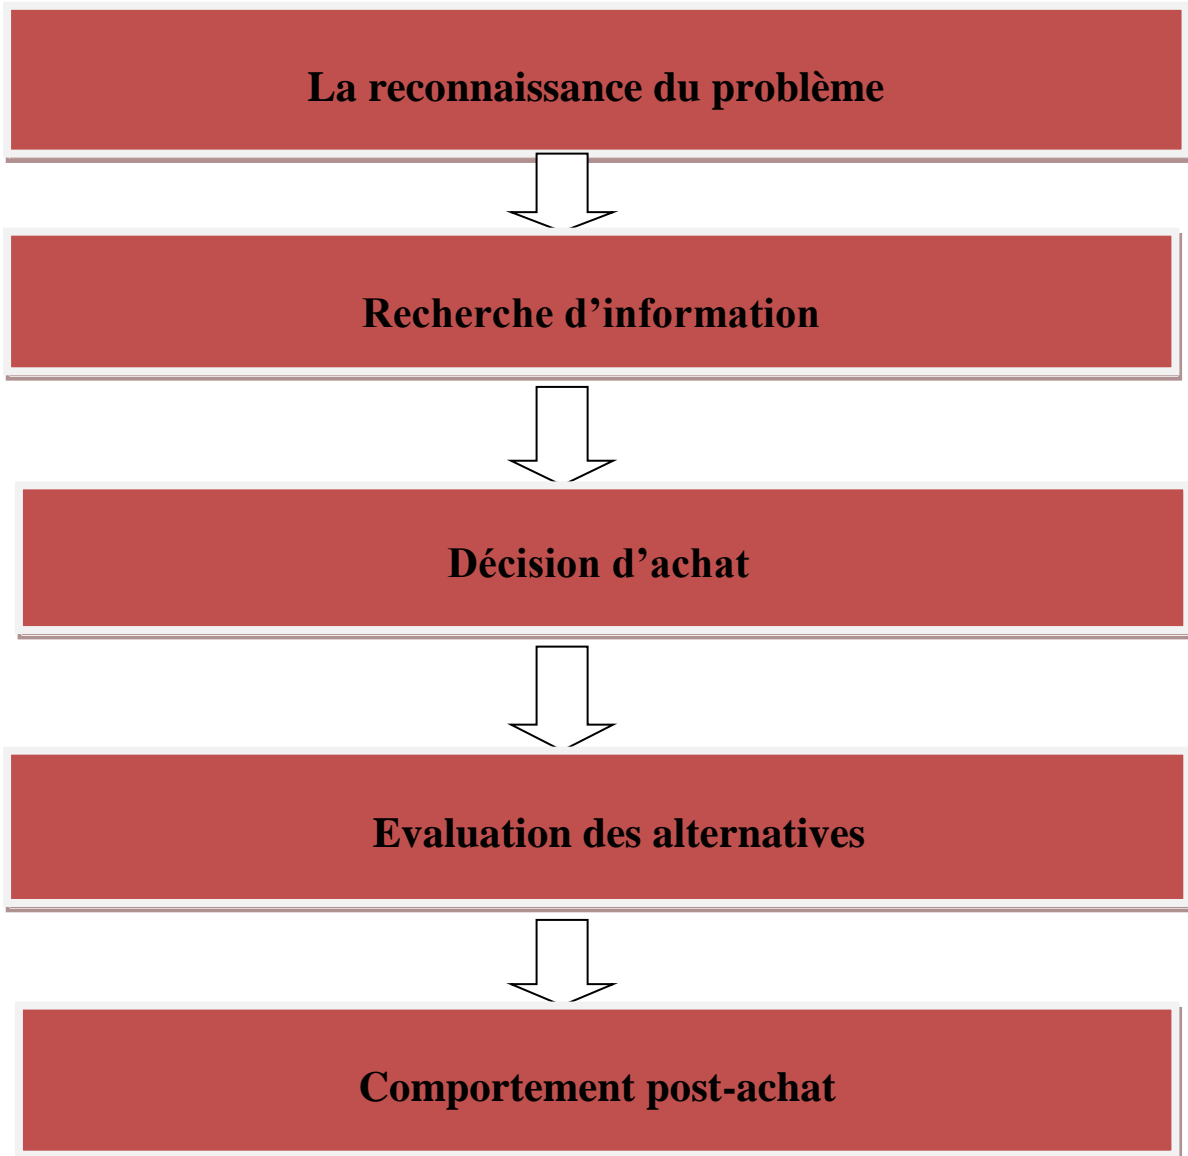 La reconnaissance du problème
Recherche d’information
Décision d’achat
Evaluation des alternatives
Comportement post-achat